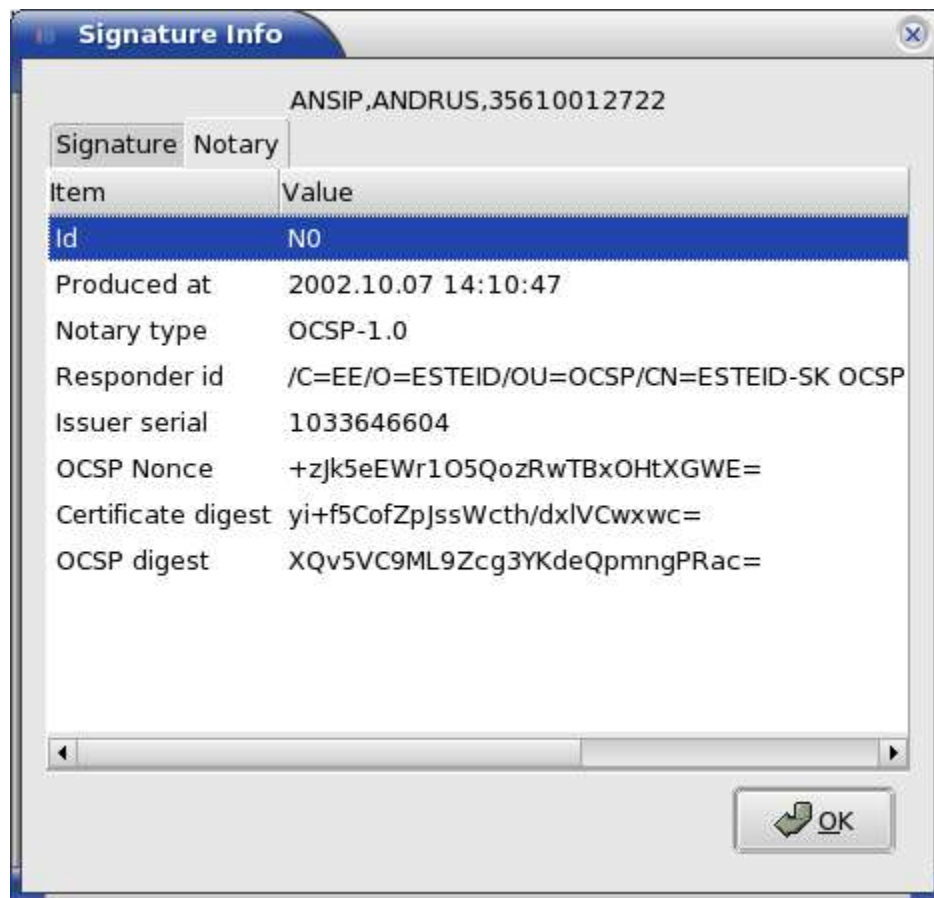 Signature Info
ANSIP,ANDRUS,35610012722
Signature Notary
Item Value
Id N0
Produced at 2002.10.07 14:10:47
Notary type OCSP-1.0
Responder id /C=EE/O=ESTEID/OU=OCSP/CN=ESTEID-SK OCSP
Issuer serial 1033646604
OCSP Nonce +zJk5eEWr1O5QozRwTBxOHtXGWE=
Certificate digest yi+f5CofZpJssWcth/dxlVCwxwc=
OCSP digest XQv5VC9ML9Zcg3YKdeQpmngPRac=
OK